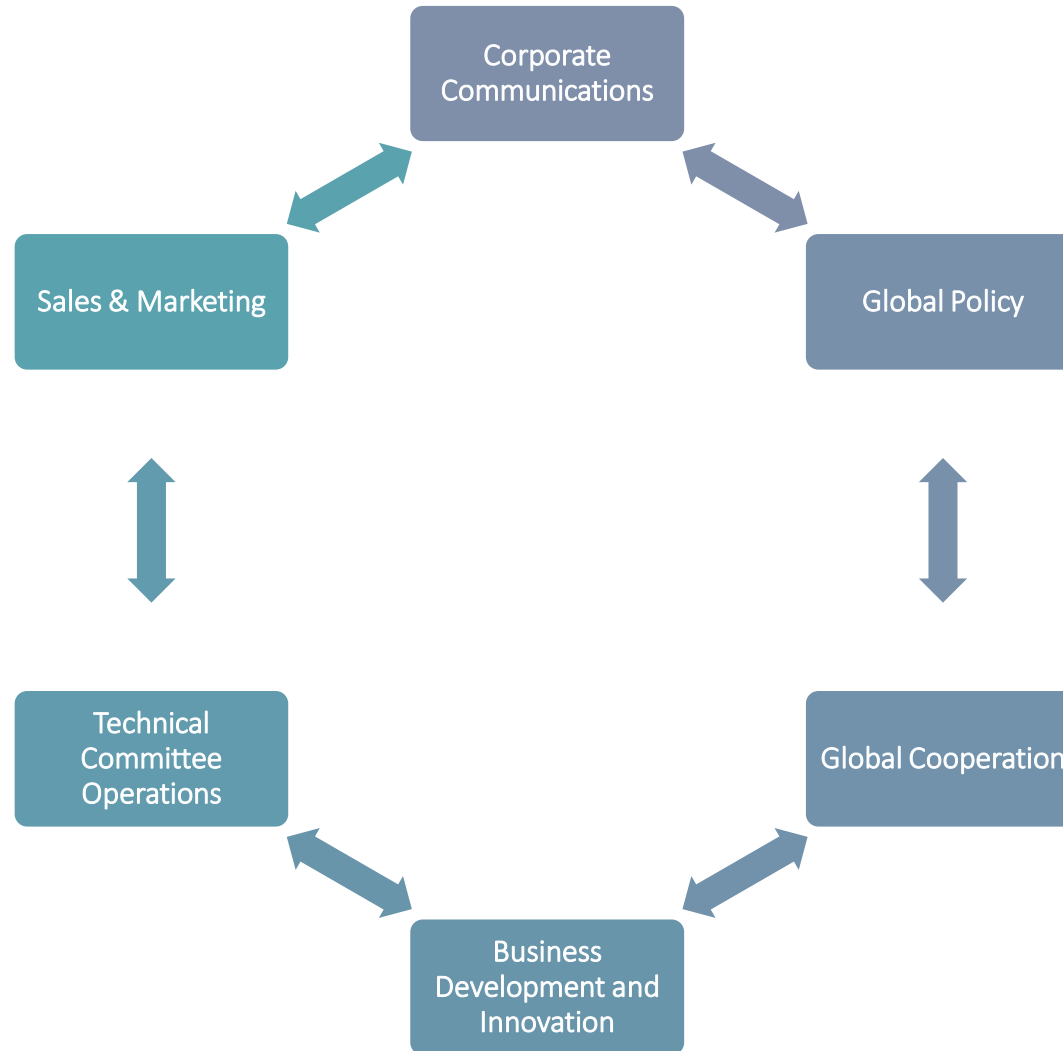 Corporate
Communications
Sales & Marketing
Global Policy
Technical
Committee
Operations
Global Cooperation
Business
Development and
Innovation